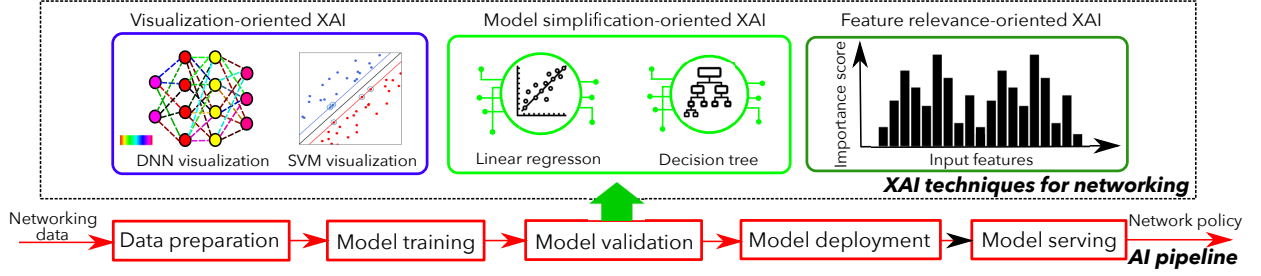 Visualization-oriented XAI
Model simplification-oriented XAI
Feature relevance-oriented XAI
DNN visualization
SVM visualization
Linear regresson
Decision tree
Importance score
Input features
XAI techniques for networking
Networking
data
Data preparation
Model training
Model validation
Model deployment
Model serving
Network policy
AI pipeline